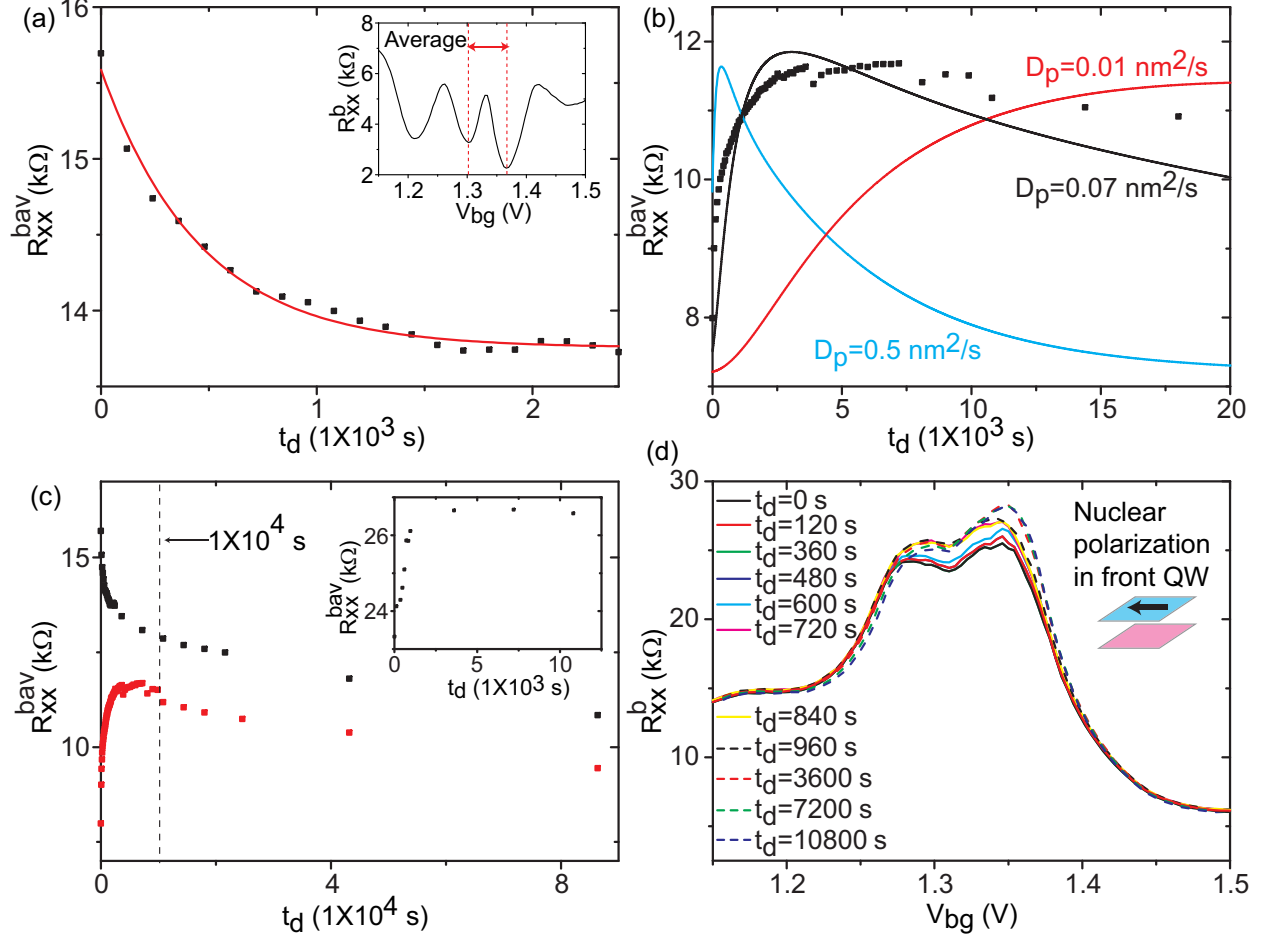 (a)
16
15
14
R_xx^bav (kΩ)
0
1
2
t_d (1X10^3 s)
Average
8
6
4
2
R_xx^b (kΩ)
1.2
1.3
1.4
1.5
V_bg (V)
(b)
12
10
8
R_xx^bav (kΩ)
D_p=0.01 nm^2/s
D_p=0.07 nm^2/s
D_p=0.5 nm^2/s
0
5
10
15
20
t_d (1X10^3 s)
(c)
15
10
R_xx^bav (kΩ)
1X10^4 s
0
2
4
6
8
t_d (1X10^4 s)
26
24
22
R_xx^bav (kΩ)
0
5
10
t_d (1X10^3 s)
(d)
30
20
10
R_xx^b (kΩ)
t_d=0 s
t_d=120 s
t_d=360 s
t_d=480 s
t_d=600 s
t_d=720 s
t_d=840 s
t_d=960 s
t_d=3600 s
t_d=7200 s
t_d=10800 s
Nuclear
polarization
in front QW
1.2
1.3
1.4
1.5
V_bg (V)